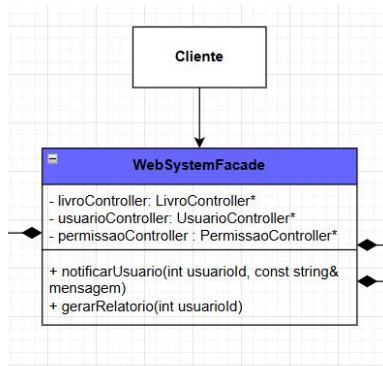 Cliente
WebSystemFacade
- livroController: LivroController*
- usuarioController: UsuarioController*
- permissaoController : PermissaoController*
+ notificarUsuario(int usuarioId, const string&
mensagem)
+ gerarRelatorio(int usuarioId)